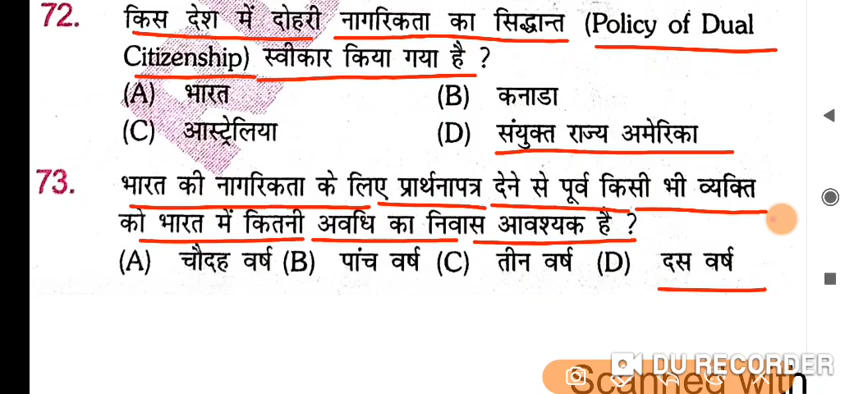 72. किस देश में दोहरी नागरिकता का सिद्धान्त (Policy of Dual
Citizenship) स्वीकार किया गया है ?
(A) भारत (B) कनाडा
(C) आस्ट्रेलिया (D) संयुक्त राज्य अमेरिका
73. भारत की नागरिकता के लिए प्रार्थनापत्र देने से पूर्व किसी भी व्यक्ति
को भारत में कितनी अवधि का निवास आवश्यक है ?
(A) चौदह वर्ष (B) पांच वर्ष (C) तीन वर्ष (D) दस वर्ष
DU RECORDER
Scanned with